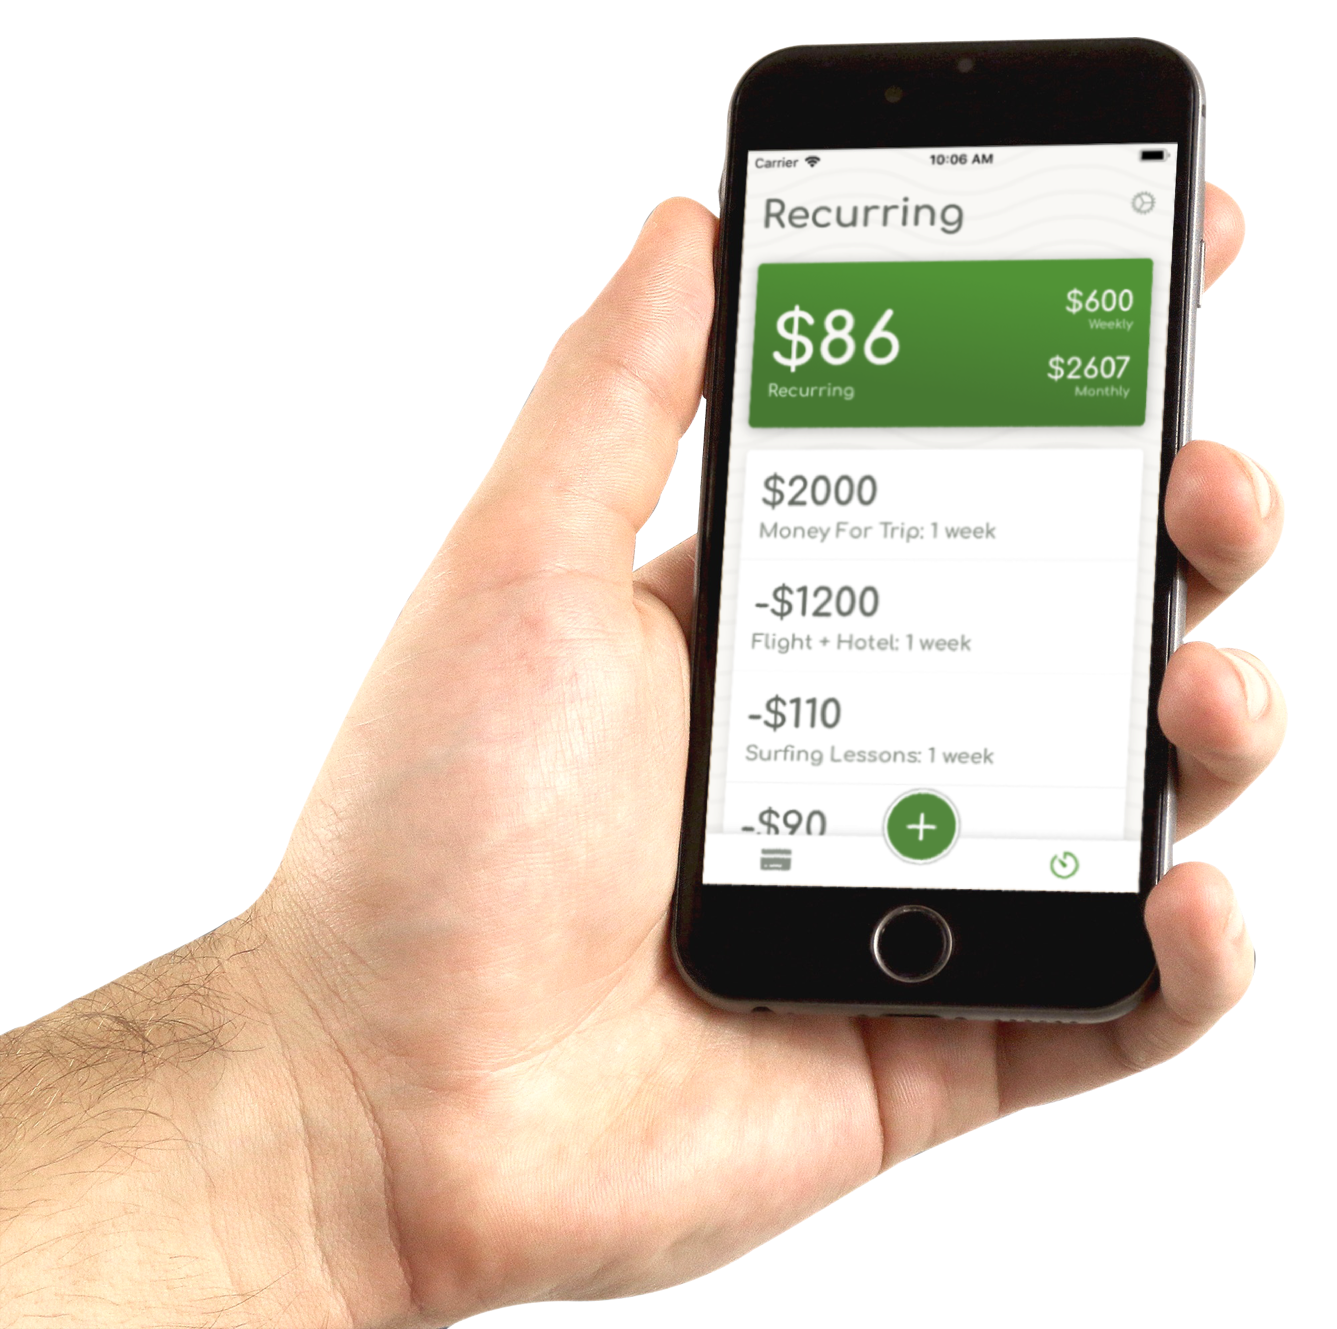 Carrier 10:06 AM
Recurring
$86
Recurring
$600
Weekly
$2607
Monthly
$2000
Money For Trip: 1 week
-$1200
Flight + Hotel: 1 week
-$110
Surfing Lessons: 1 week
-$90